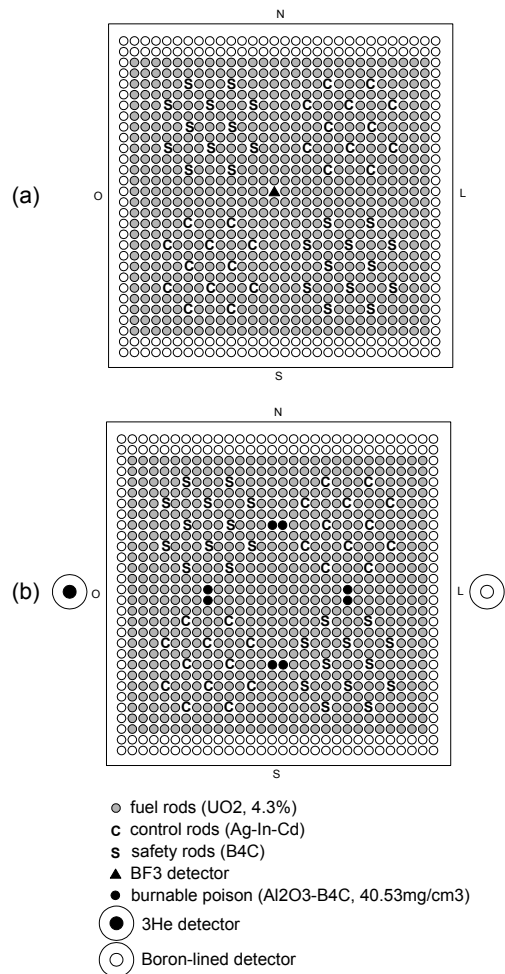 N
S S C C
S S S C C C
S S C C
S S S C C C
S S C C
(a) O L
C C S S
C C C S S S
C C S S
C C C S S S
C C S S
S
N
S S C C
S S S C C C
S S C C
S S S C C C
S S C C
(b) O L
C C S S
C C C S S S
C C S S
C C C S S S
C C S S
S
fuel rods (UO2, 4.3%)
C control rods (Ag-In-Cd)
S safety rods (B4C)
BF3 detector
burnable poison (Al2O3-B4C, 40.53mg/cm3)
3He detector
Boron-lined detector